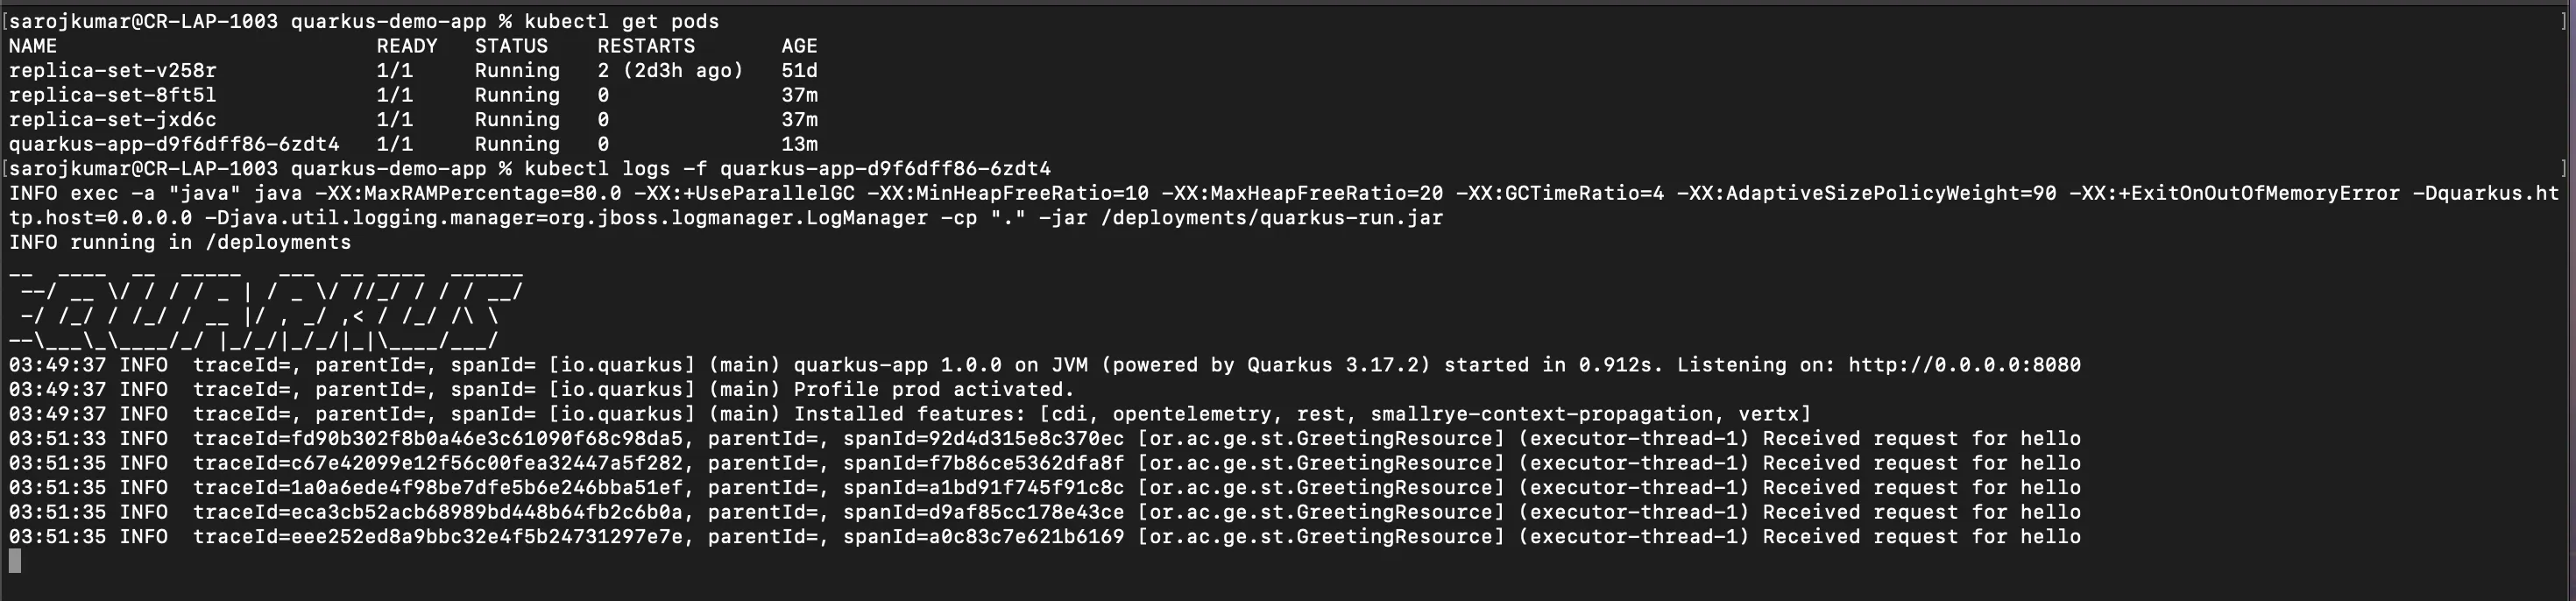 [sarojkumar@CR-LAP-1003 quarkus-demo-app % kubectl get pods ]
NAME                          READY   STATUS    RESTARTS       AGE
replica-set-v258r             1/1     Running   2 (2d3h ago)   51d
replica-set-8ft5l             1/1     Running   0              37m
replica-set-jxd6c             1/1     Running   0              37m
quarkus-app-d9f6dff86-6zdt4   1/1     Running   0              13m
[sarojkumar@CR-LAP-1003 quarkus-demo-app % kubectl logs -f quarkus-app-d9f6dff86-6zdt4 ]
INFO exec -a "java" java -XX:MaxRAMPercentage=80.0 -XX:+UseParallelGC -XX:MinHeapFreeRatio=10 -XX:MaxHeapFreeRatio=20 -XX:GCTimeRatio=4 -XX:AdaptiveSizePolicyWeight=90 -XX:+ExitOnOutOfMemoryError -Dquarkus.ht
tp.host=0.0.0.0 -Djava.util.logging.manager=org.jboss.logmanager.LogManager -cp "." -jar /deployments/quarkus-run.jar
INFO running in /deployments
__  ____  __  _____   ___  __ ____  ______
 --/ __ \/ / / / _ | / _ \/ //_/ / / / __/
 -/ /_/ / /_/ / __ |/ , _/ ,< / /_/ /\ \
--\___\_\____/_/ |_/_/|_/_/|_|\____/___/
03:49:37 INFO  traceId=, parentId=, spanId= [io.quarkus] (main) quarkus-app 1.0.0 on JVM (powered by Quarkus 3.17.2) started in 0.912s. Listening on: http://0.0.0.0:8080
03:49:37 INFO  traceId=, parentId=, spanId= [io.quarkus] (main) Profile prod activated.
03:49:37 INFO  traceId=, parentId=, spanId= [io.quarkus] (main) Installed features: [cdi, opentelemetry, rest, smallrye-context-propagation, vertx]
03:51:33 INFO  traceId=fd90b302f8b0a46e3c61090f68c98da5, parentId=, spanId=92d4d315e8c370ec [or.ac.ge.st.GreetingResource] (executor-thread-1) Received request for hello
03:51:35 INFO  traceId=c67e42099e12f56c00fea32447a5f282, parentId=, spanId=f7b86ce5362dfa8f [or.ac.ge.st.GreetingResource] (executor-thread-1) Received request for hello
03:51:35 INFO  traceId=1a0a6ede4f98be7dfe5b6e246bba51ef, parentId=, spanId=a1bd91f745f91c8c [or.ac.ge.st.GreetingResource] (executor-thread-1) Received request for hello
03:51:35 INFO  traceId=eca3cb52acb68989bd448b64fb2c6b0a, parentId=, spanId=d9af85cc178e43ce [or.ac.ge.st.GreetingResource] (executor-thread-1) Received request for hello
03:51:35 INFO  traceId=eee252ed8a9bbc32e4f5b24731297e7e, parentId=, spanId=a0c83c7e621b6169 [or.ac.ge.st.GreetingResource] (executor-thread-1) Received request for hello